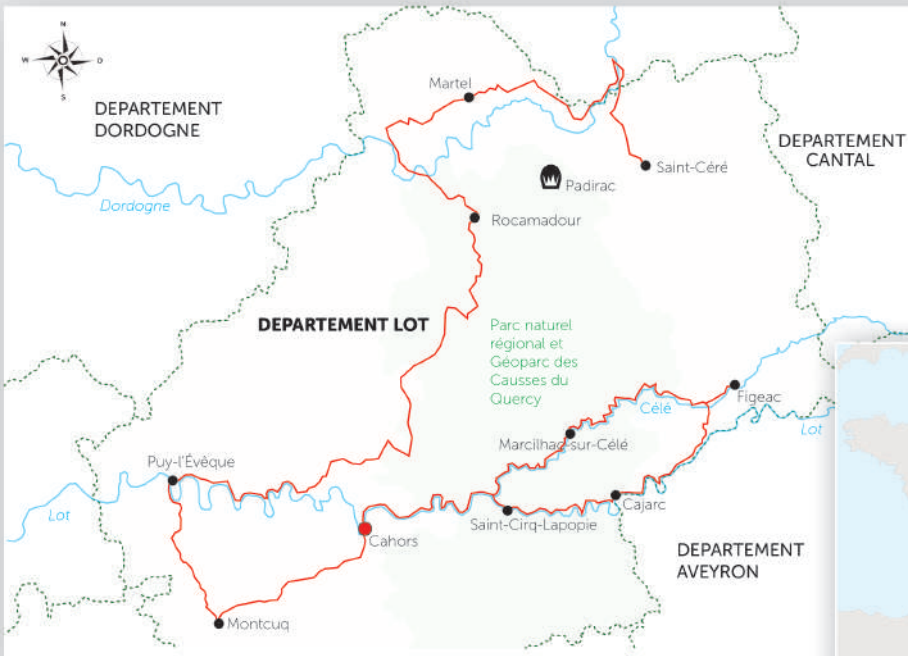 N
W
O
S
DEPARTEMENT
DORDOGNE
Martel
DEPARTEMENT
CANTAL
Saint-Céré
Padirac
Dordogne
Rocamadour
DEPARTEMENT LOT
Parc naturel
régional et
Géoparc des
Causses du
Quercy
Figeac
Célé
Lot
Marcilhac-sur-Célé
Puy-l'Évêque
Lot
Cajarc
Saint-Cirq-Lapopie
Cahors
DEPARTEMENT
AVEYRON
Montcuq